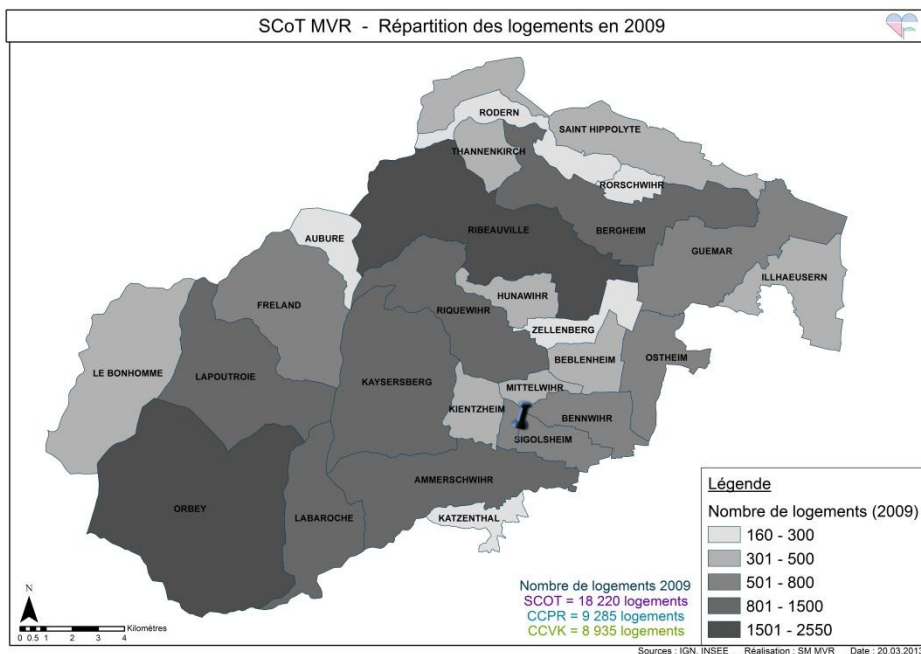 SCoT MVR - Répartition des logements en 2009
RODERN
SAINT HIPPOLYTE
THANNENKIRCH
RORSCHWIHR
AUBURE
RIBEAUVILLE
BERGHEIM
GUEMAR
ILLHAEUSERN
FRELAND
HUNAWIHR
RIQUEWIHR
ZELLENBERG
BEBLENHEIM
OSTHEIM
LE BONHOMME
LAPOUTROIE
KAYSERSBERG
MITTELWIHR
KIENTZHEIM
BENNWIHR
SIGOLSHEIM
AMMERSCHWIHR
ORBEY
LABAROCHE
KATZENTHAL
Légende
Nombre de logements (2009)
160 - 300
301 - 500
501 - 800
801 - 1500
1501 - 2550
Nombre de logements 2009
SCOT = 18 220 logements
CCPR = 9 285 logements
CCVK = 8 935 logements
N
Kilomètres
0 0.5 1 2 3 4
Sources : IGN, INSEE Réalisation : SM MVR Date : 20.03.2013